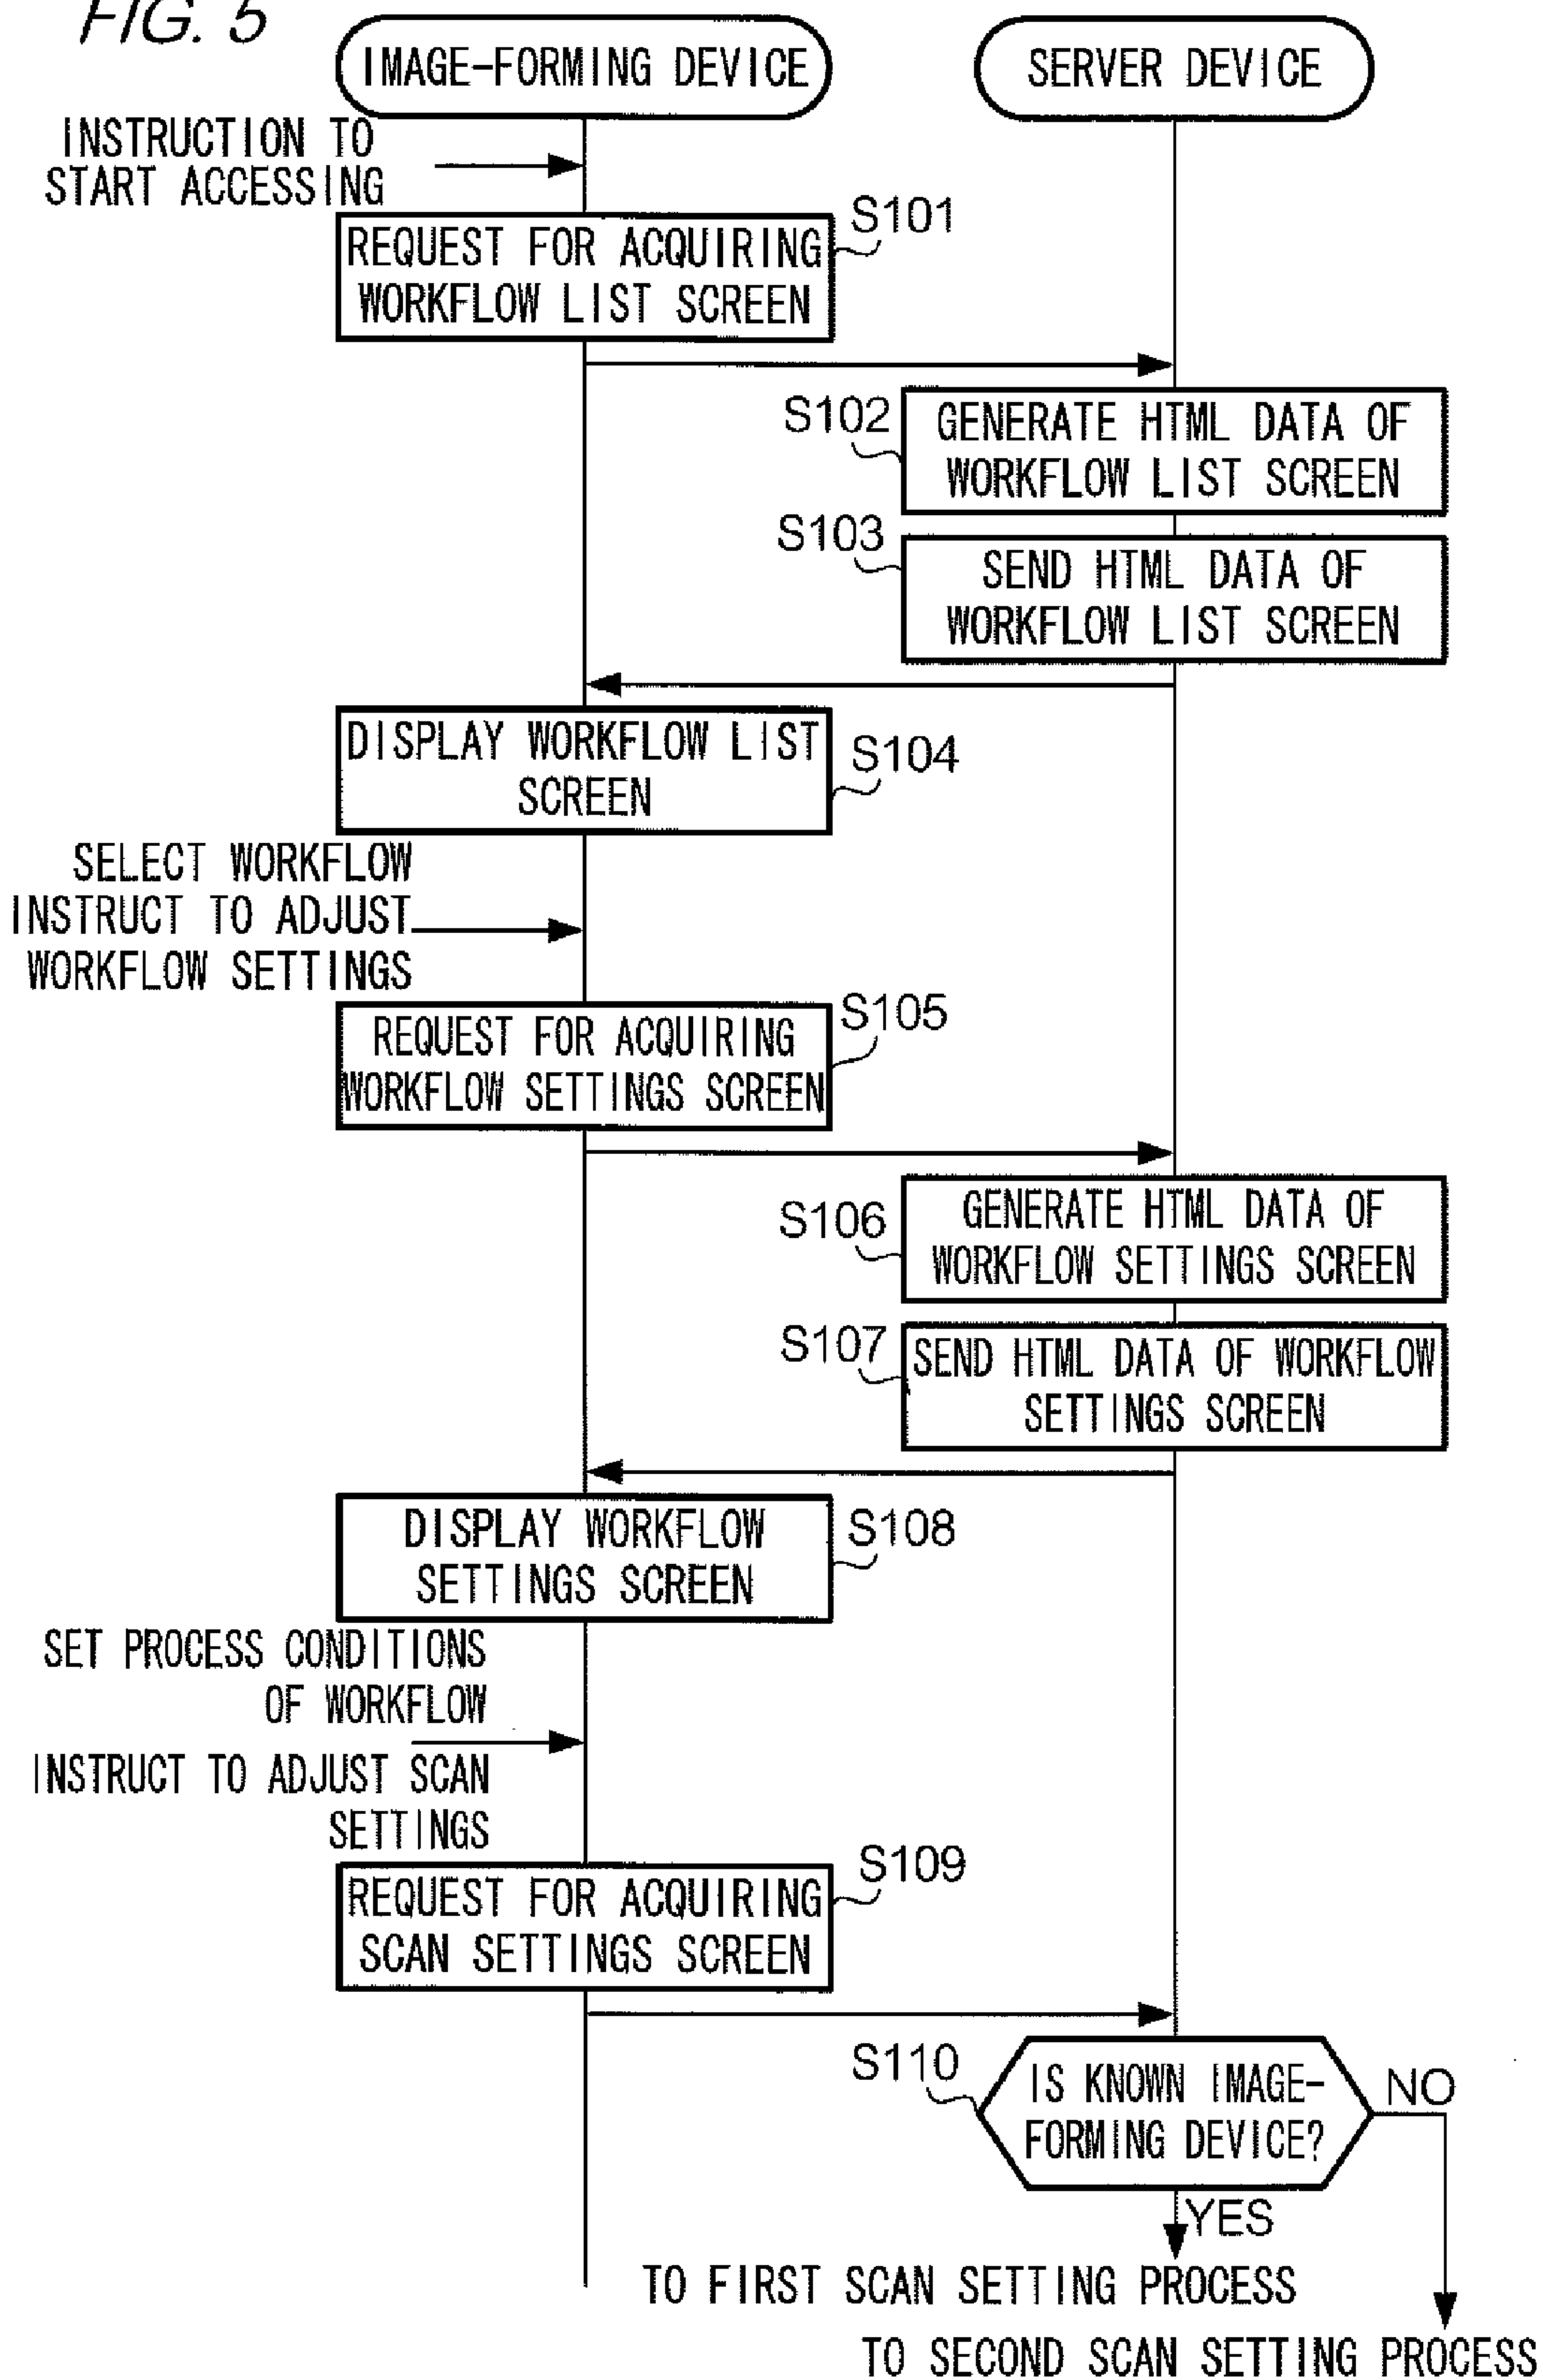 FIG. 5
IMAGE-FORMING DEVICE
SERVER DEVICE
INSTRUCTION TO
START ACCESSING
S101
REQUEST FOR ACQUIRING
WORKFLOW LIST SCREEN
S102
GENERATE HTML DATA OF
WORKFLOW LIST SCREEN
S103
SEND HTML DATA OF
WORKFLOW LIST SCREEN
DISPLAY WORKFLOW LIST
SCREEN
S104
SELECT WORKFLOW
INSTRUCT TO ADJUST
WORKFLOW SETTINGS
S105
REQUEST FOR ACQUIRING
WORKFLOW SETTINGS SCREEN
S106
GENERATE HTML DATA OF
WORKFLOW SETTINGS SCREEN
S107
SEND HTML DATA OF WORKFLOW
SETTINGS SCREEN
DISPLAY WORKFLOW
SETTINGS SCREEN
S108
SET PROCESS CONDITIONS
OF WORKFLOW
INSTRUCT TO ADJUST SCAN
SETTINGS
S109
REQUEST FOR ACQUIRING
SCAN SETTINGS SCREEN
S110
IS KNOWN IMAGE-
FORMING DEVICE?
NO
YES
TO FIRST SCAN SETTING PROCESS
TO SECOND SCAN SETTING PROCESS